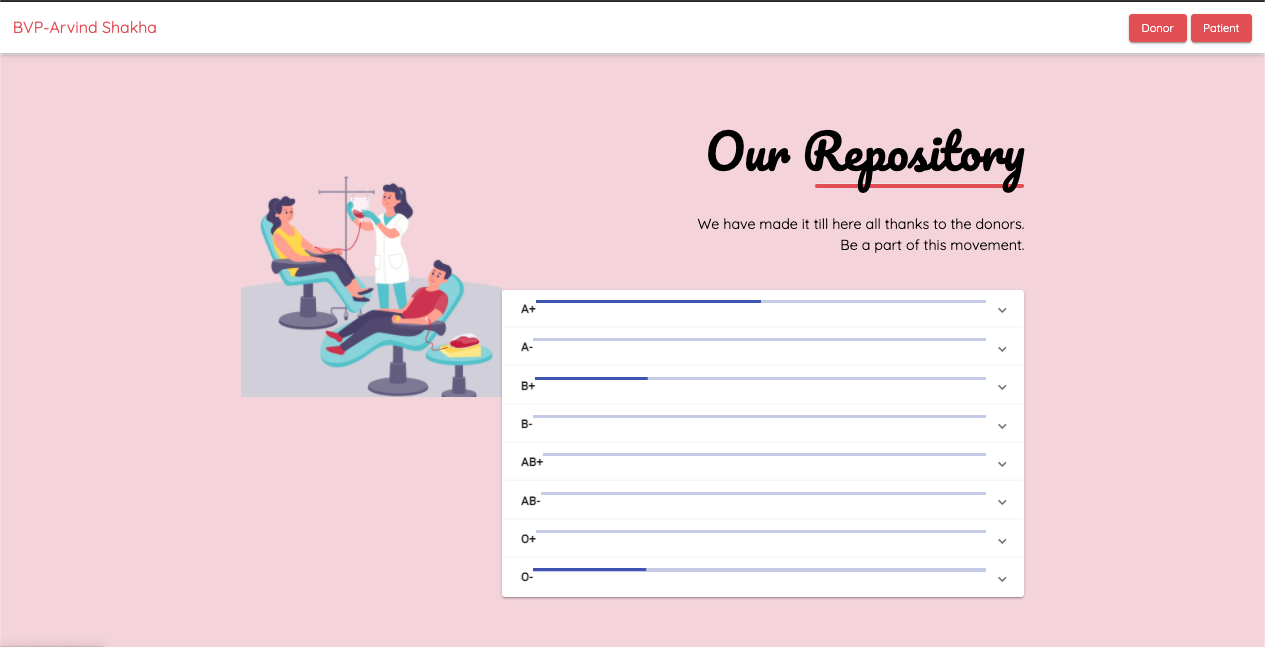 BVP-Arvind Shakha
Donor
Patient
Our Repository
We have made it till here all thanks to the donors.
Be a part of this movement.
A+
A-
B+
B-
AB+
AB-
O+
O-